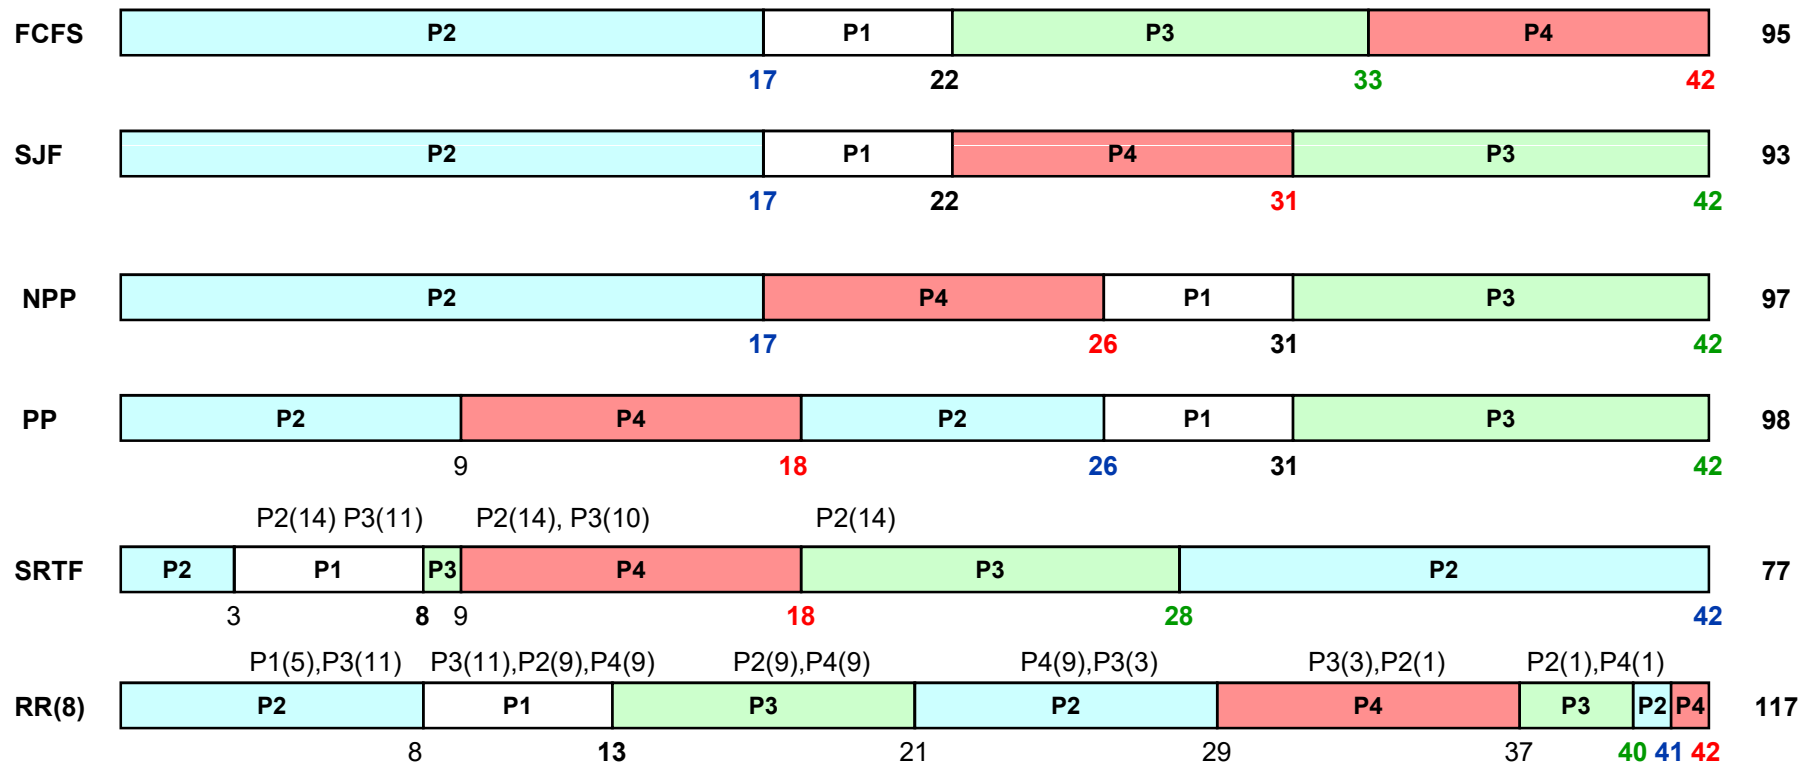 FCFS P2 P1 P3 P4 95
17 22 33 42
SJF P2 P1 P4 P3 93
17 22 31 42
NPP P2 P4 P1 P3 97
17 26 31 42
PP P2 P4 P2 P1 P3 98
9 18 26 31 42
P2(14) P3(11) P2(14), P3(10) P2(14)
SRTF P2 P1 P3 P4 P3 P2 77
3 8 9 18 28 42
P1(5),P3(11) P3(11),P2(9),P4(9) P2(9),P4(9) P4(9),P3(3) P3(3),P2(1) P2(1),P4(1)
RR(8) P2 P1 P3 P2 P4 P3 P2 P4 117
8 13 21 29 37 40 41 42